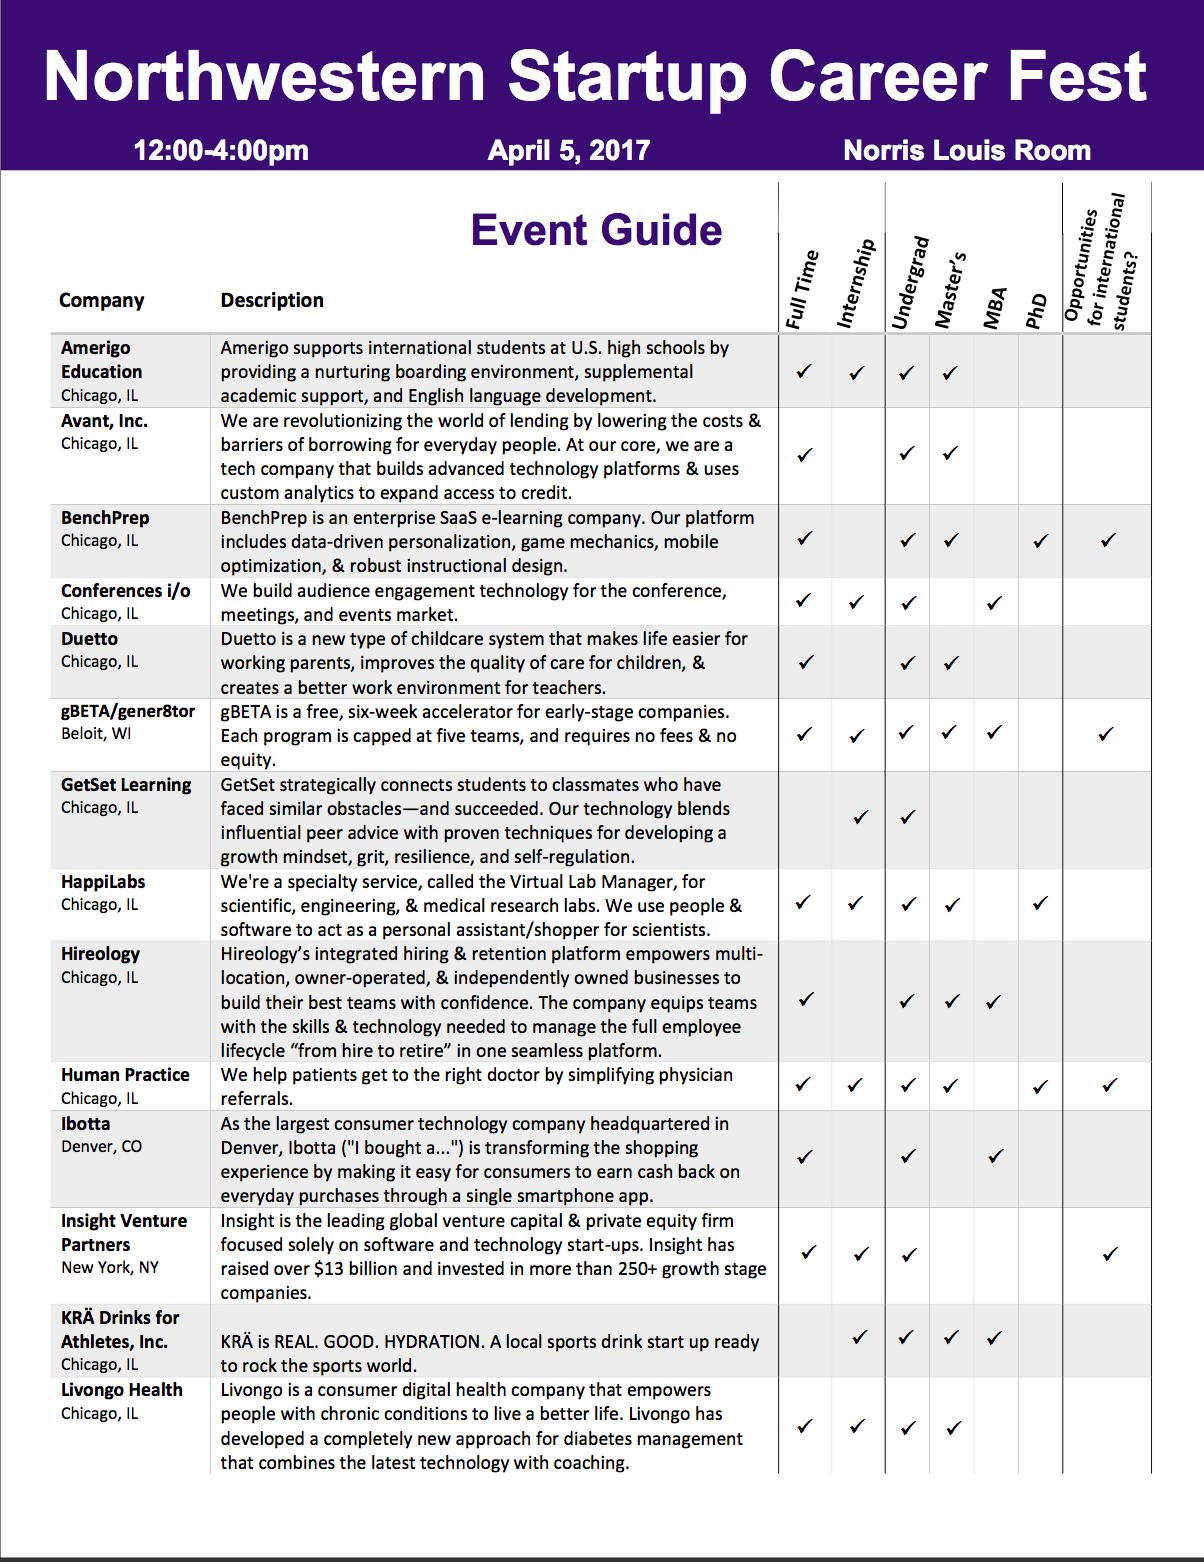 Northwestern Startup Career Fest
12:00-4:00pm April 5, 2017 Norris Louis Room
Event Guide
Company Description Full Time Internship Undergrad Master's MBA PhD Opportunities for international students?
Amerigo Education
Chicago, IL
Amerigo supports international students at U.S. high schools by
providing a nurturing boarding environment, supplemental
academic support, and English language development.
✓ ✓ ✓ ✓
Avant, Inc.
Chicago, IL
We are revolutionizing the world of lending by lowering the costs &
barriers of borrowing for everyday people. At our core, we are a
tech company that builds advanced technology platforms & uses
custom analytics to expand access to credit.
✓ ✓ ✓
BenchPrep
Chicago, IL
BenchPrep is an enterprise SaaS e-learning company. Our platform
includes data-driven personalization, game mechanics, mobile
optimization, & robust instructional design.
✓ ✓ ✓ ✓ ✓
Conferences i/o
Chicago, IL
We build audience engagement technology for the conference,
meetings, and events market.
✓ ✓ ✓ ✓
Duetto
Chicago, IL
Duetto is a new type of childcare system that makes life easier for
working parents, improves the quality of care for children, &
creates a better work environment for teachers.
✓ ✓ ✓
gBETA/gener8tor
Beloit, WI
gBETA is a free, six-week accelerator for early-stage companies.
Each program is capped at five teams, and requires no fees & no
equity.
✓ ✓ ✓ ✓ ✓ ✓
GetSet Learning
Chicago, IL
GetSet strategically connects students to classmates who have
faced similar obstacles—and succeeded. Our technology blends
influential peer advice with proven techniques for developing a
growth mindset, grit, resilience, and self-regulation.
✓ ✓
HappiLabs
Chicago, IL
We're a specialty service, called the Virtual Lab Manager, for
scientific, engineering, & medical research labs. We use people &
software to act as a personal assistant/shopper for scientists.
✓ ✓ ✓ ✓ ✓
Hireology
Chicago, IL
Hireology’s integrated hiring & retention platform empowers multi-
location, owner-operated, & independently owned businesses to
build their best teams with confidence. The company equips teams
with the skills & technology needed to manage the full employee
lifecycle “from hire to retire” in one seamless platform.
✓ ✓ ✓ ✓
Human Practice
Chicago, IL
We help patients get to the right doctor by simplifying physician
referrals.
✓ ✓ ✓ ✓ ✓ ✓
Ibotta
Denver, CO
As the largest consumer technology company headquartered in
Denver, Ibotta ("I bought a...") is transforming the shopping
experience by making it easy for consumers to earn cash back on
everyday purchases through a single smartphone app.
✓ ✓ ✓
Insight Venture
Partners
New York, NY
Insight is the leading global venture capital & private equity firm
focused solely on software and technology start-ups. Insight has
raised over $13 billion and invested in more than 250+ growth stage
companies.
✓ ✓ ✓ ✓
KRÄ Drinks for
Athletes, Inc.
Chicago, IL
KRÄ is REAL. GOOD. HYDRATION. A local sports drink start up ready
to rock the sports world.
✓ ✓ ✓ ✓
Livongo Health
Chicago, IL
Livongo is a consumer digital health company that empowers
people with chronic conditions to live a better life. Livongo has
developed a completely new approach for diabetes management
that combines the latest technology with coaching.
✓ ✓ ✓ ✓